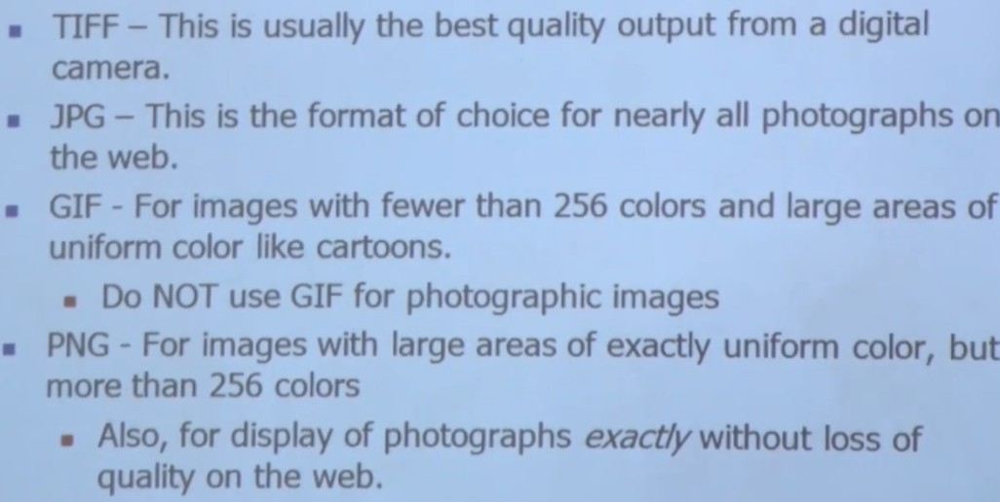 TIFF – This is usually the best quality output from a digital
camera.
JPG – This is the format of choice for nearly all photographs on
the web.
GIF - For images with fewer than 256 colors and large areas of
uniform color like cartoons.
Do NOT use GIF for photographic images
PNG - For images with large areas of exactly uniform color, but
more than 256 colors
Also, for display of photographs exactly without loss of
quality on the web.